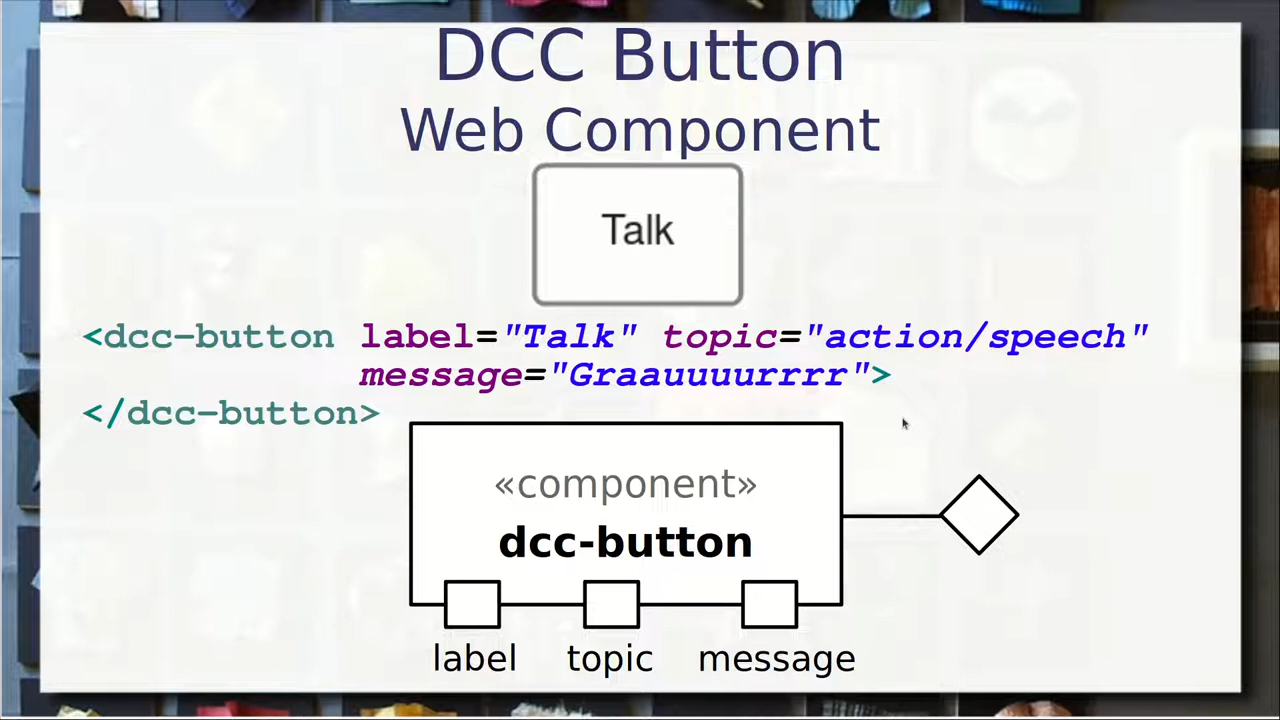 DCC Button
Web Component
Talk
<dcc-button label="Talk" topic="action/speech"
message="Graauuuurrrr">
</dcc-button>
«component»
dcc-button
label topic message